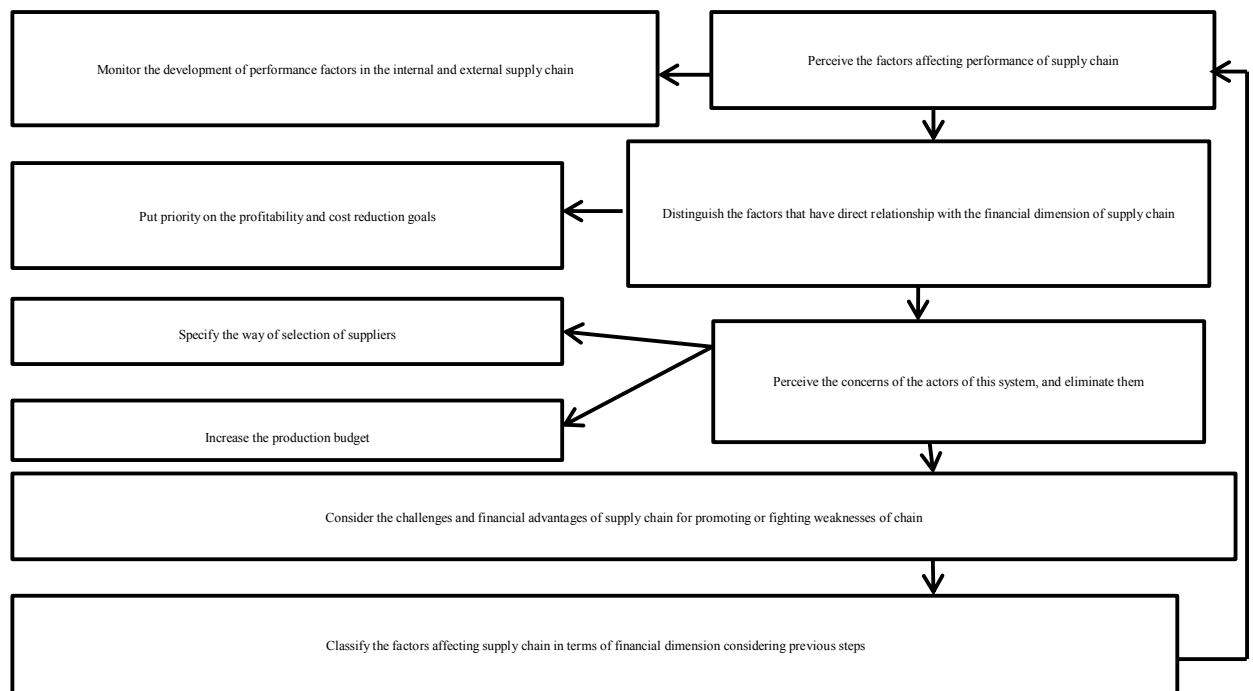 Perceive the factors affecting performance of supply chain
Monitor the development of performance factors in the internal and external supply chain
Distinguish the factors that have direct relationship with the financial dimension of supply chain
Put priority on the profitability and cost reduction goals
Perceive the concerns of the actors of this system, and eliminate them
Specify the way of selection of suppliers
Increase the production budget
Consider the challenges and financial advantages of supply chain for promoting or fighting weaknesses of chain
Classify the factors affecting supply chain in terms of financial dimension considering previous steps